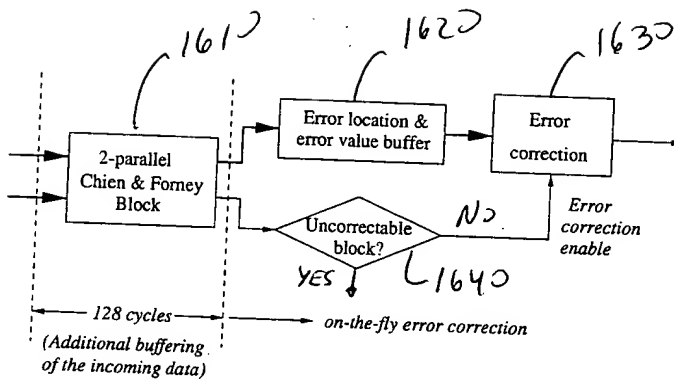 1610
1620
1630
2-parallel
Chien & Forney
Block
Error location &
error value buffer
Error
correction
Uncorrectable
block?
NO
Error
correction
enable
YES
1640
128 cycles
on-the-fly error correction
(Additional buffering
of the incoming data)